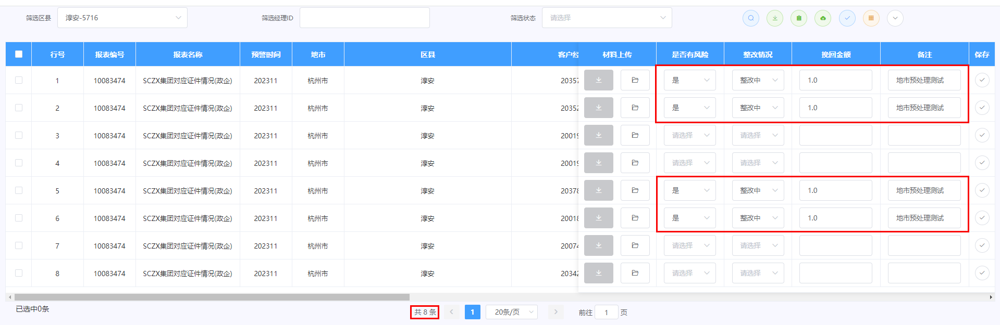 筛选区县 淳安-5716 筛选经理ID 筛选状态 请选择
行号 报表编号 报表名称 预警时间 地市 区县 客户经 材料上传 是否有风险 整改情况 挽回金额 备注 保存
1 10083474 SCZX集团对应证件情况(政企) 202311 杭州市 淳安 20357 是 整改中 1.0 地市预处理测试
2 10083474 SCZX集团对应证件情况(政企) 202311 杭州市 淳安 20352 是 整改中 1.0 地市预处理测试
3 10083474 SCZX集团对应证件情况(政企) 202311 杭州市 淳安 20019 请选择 请选择
4 10083474 SCZX集团对应证件情况(政企) 202311 杭州市 淳安 20019 请选择 请选择
5 10083474 SCZX集团对应证件情况(政企) 202311 杭州市 淳安 20378 是 整改中 1.0 地市预处理测试
6 10083474 SCZX集团对应证件情况(政企) 202311 杭州市 淳安 20018 是 整改中 1.0 地市预处理测试
7 10083474 SCZX集团对应证件情况(政企) 202311 杭州市 淳安 20074 请选择 请选择
8 10083474 SCZX集团对应证件情况(政企) 202311 杭州市 淳安 20342 请选择 请选择
已选中0条 共 8 条 1 20条/页 前往 1 页